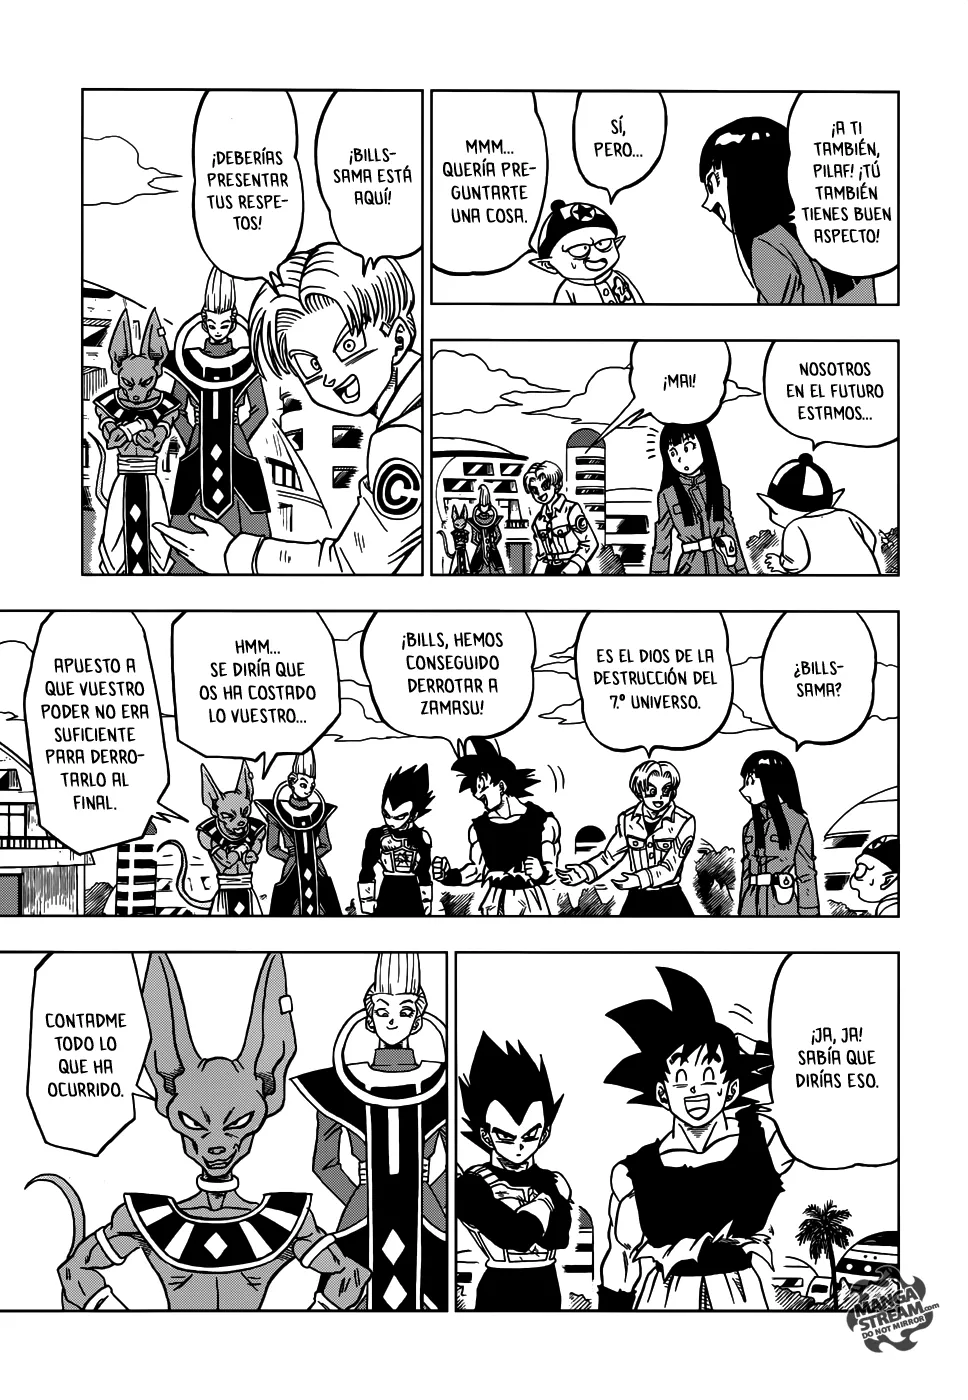 ¡A TI
TAMBIÉN,
PILAF! ¡TÚ
TAMBIÉN
TIENES BUEN
ASPECTO!
SÍ,
PERO...
MMM...
QUERÍA PRE-
GUNTARTE
UNA COSA.
NOSOTROS
EN EL FUTURO
ESTAMOS...
¡MAI!
¡BILLS-
SAMA ESTÁ
AQUÍ!
¡DEBERÍAS
PRESENTAR
TUS RESPE-
TOS!
C
¿BILLS-
SAMA?
ES EL DIOS DE LA
DESTRUCCIÓN DEL
7.º UNIVERSO.
¡BILLS, HEMOS
CONSEGUIDO
DERROTAR A
ZAMASU!
HMM...
SE DIRÍA QUE
OS HA COSTADO
LO VUESTRO...
APUESTO A
QUE VUESTRO
PODER NO ERA
SUFICIENTE
PARA DERRO-
TARLO AL
FINAL.
¡JA, JA!
SABÍA QUE
DIRÍAS ESO.
CONTADME
TODO LO
QUE HA
OCURRIDO.
MANGA
STREAM.com
DO NOT MIRROR